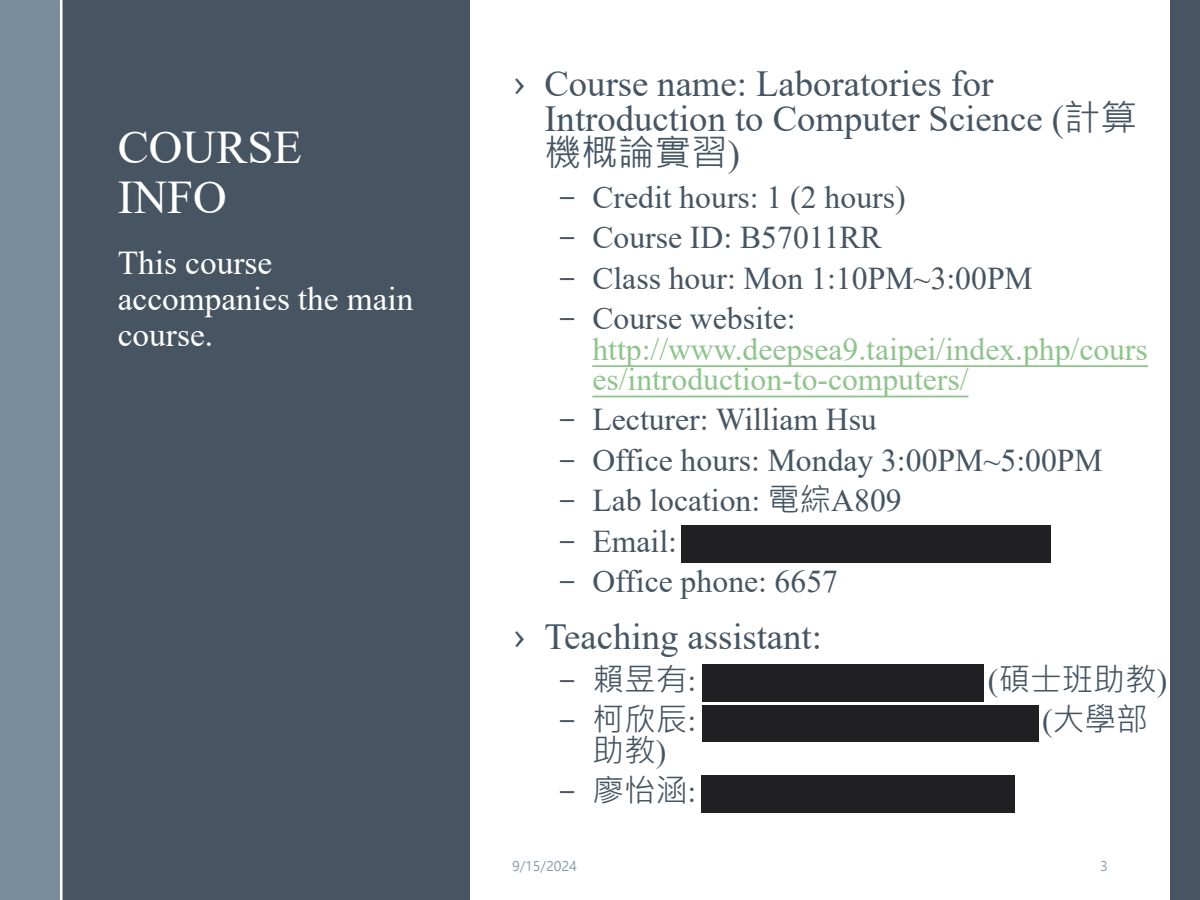 COURSE
INFO
This course
accompanies the main
course.
› Course name: Laboratories for
Introduction to Computer Science (計算
機概論實習)
– Credit hours: 1 (2 hours)
– Course ID: B57011RR
– Class hour: Mon 1:10PM~3:00PM
– Course website:
http://www.deepsea9.taipei/index.php/cours
es/introduction-to-computers/
– Lecturer: William Hsu
– Office hours: Monday 3:00PM~5:00PM
– Lab location: 電綜A809
– Email:
– Office phone: 6657
› Teaching assistant:
– 賴昱有: (碩士班助教)
– 柯欣辰: (大學部
助教)
– 廖怡涵:
9/15/2024 3